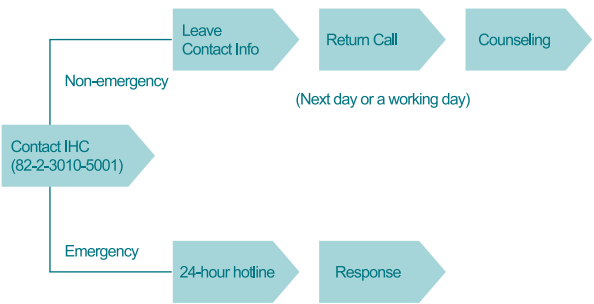 Leave
Contact Info
Return Call
Counseling
Non-emergency
(Next day or a working day)
Contact IHC
(82-2-3010-5001)
Emergency
24-hour hotline
Response